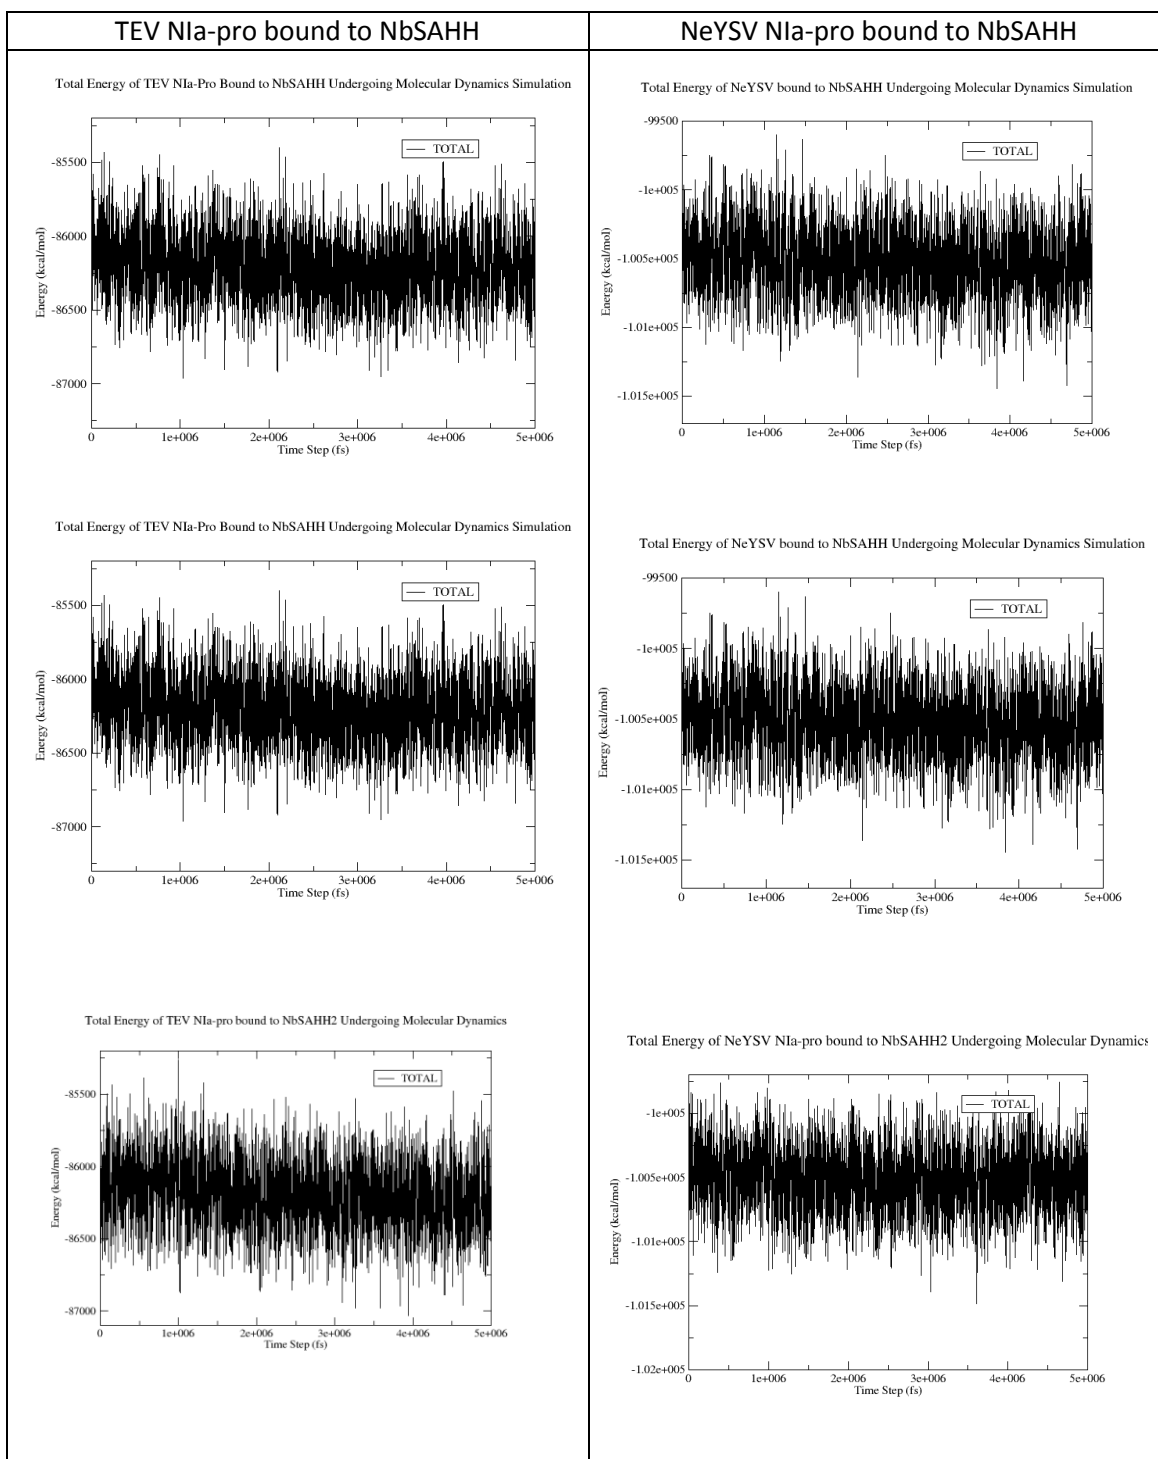 TEV NIa-pro bound to NbSAHH
NeYSV NIa-pro bound to NbSAHH
Total Energy of TEV NIa-Pro Bound to NbSAHH Undergoing Molecular Dynamics Simulation
TOTAL
-85500
-86000
-86500
-87000
Energy (kcal/mol)
0 1e+006 2e+006 3e+006 4e+006 5e+006
Time Step (fs)
Total Energy of NeYSV bound to NbSAHH Undergoing Molecular Dynamics Simulation
TOTAL
-99500
-1e+005
-1.005e+005
-1.01e+005
-1.015e+005
Energy (kcal/mol)
0 1e+006 2e+006 3e+006 4e+006 5e+006
Time Step (fs)
Total Energy of TEV NIa-Pro Bound to NbSAHH Undergoing Molecular Dynamics Simulation
TOTAL
-85500
-86000
-86500
-87000
Energy (kcal/mol)
0 1e+006 2e+006 3e+006 4e+006 5e+006
Time Step (fs)
Total Energy of NeYSV bound to NbSAHH Undergoing Molecular Dynamics Simulation
TOTAL
-99500
-1e+005
-1.005e+005
-1.01e+005
-1.015e+005
Energy (kcal/mol)
0 1e+006 2e+006 3e+006 4e+006 5e+006
Time Step (fs)
Total Energy of TEV NIa-pro bound to NbSAHH2 Undergoing Molecular Dynamics
TOTAL
-85500
-86000
-86500
-87000
Energy (kcal/mol)
0 1e+006 2e+006 3e+006 4e+006 5e+006
Time Step (fs)
Total Energy of NeYSV NIa-pro bound to NbSAHH2 Undergoing Molecular Dynamics
TOTAL
-1e+005
-1.005e+005
-1.01e+005
-1.015e+005
-1.02e+005
Energy (kcal/mol)
0 1e+006 2e+006 3e+006 4e+006 5e+006
Time Step (fs)